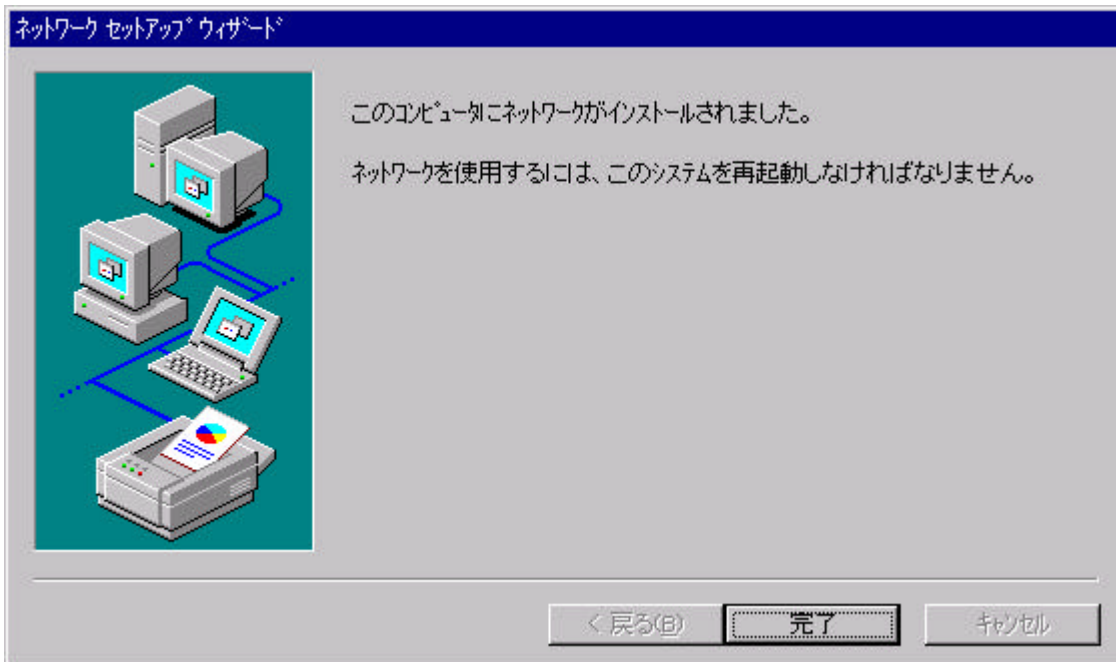 ﾈｯﾄﾜｰｸ ｾｯﾄｱｯﾌﾟ ｳｨｻﾞｰﾄﾞ
このｺﾝﾋﾟｭｰﾀにﾈｯﾄﾜｰｸがｲﾝｽﾄｰﾙされました。
ﾈｯﾄﾜｰｸを使用するには、このｼｽﾃﾑを再起動しなければなりません。
< 戻る(B)
完了
ｷｬﾝｾﾙ